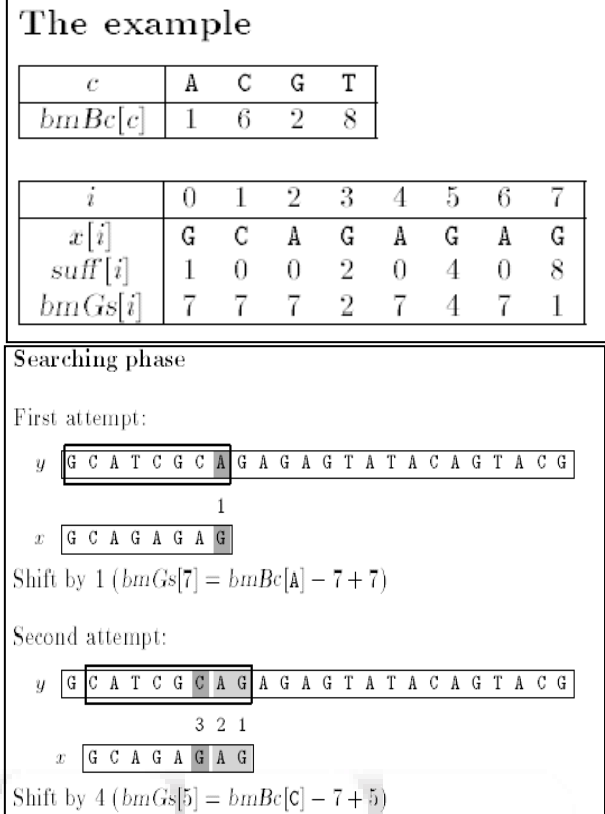 The example
c A C G T
bmBc[c] 1 6 2 8
i 0 1 2 3 4 5 6 7
x[i] G C A G A G A G
suff[i] 1 0 0 2 0 4 0 8
bmGs[i] 7 7 7 2 7 4 7 1
Searching phase
First attempt:
y G C A T C G C A G A G A G T A T A C A G T A C G
1
x G C A G A G A G
Shift by 1 (bmGs[7] = bmBc[A] − 7 + 7)
Second attempt:
y G C A T C G C A G A G A G T A T A C A G T A C G
3 2 1
x G C A G A G A G
Shift by 4 (bmGs[5] = bmBc[C] − 7 + 5)